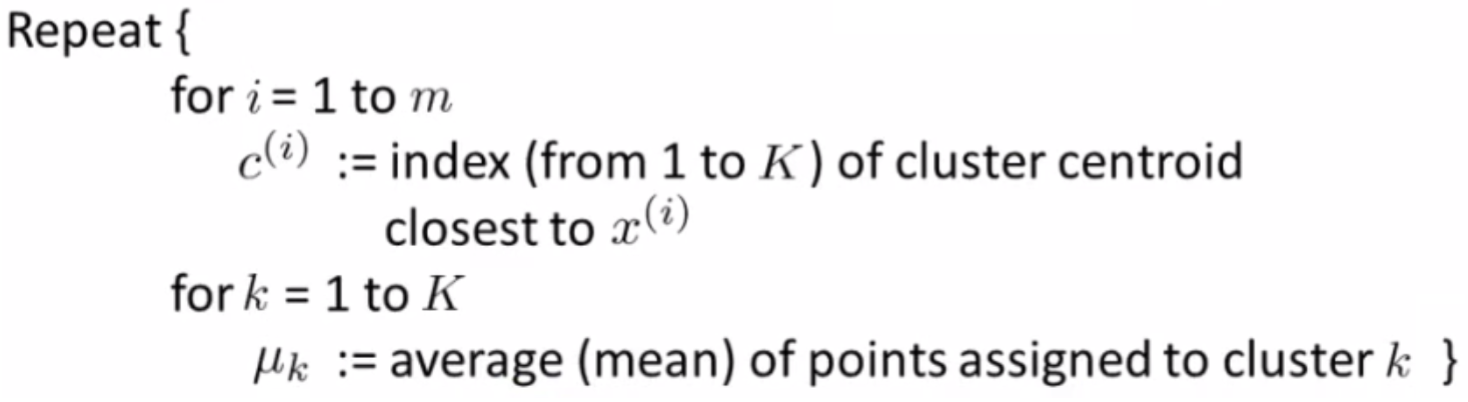 Repeat {
for i = 1 to m
c^(i) := index (from 1 to K) of cluster centroid
closest to x^(i)
for k = 1 to K
μ_k := average (mean) of points assigned to cluster k }